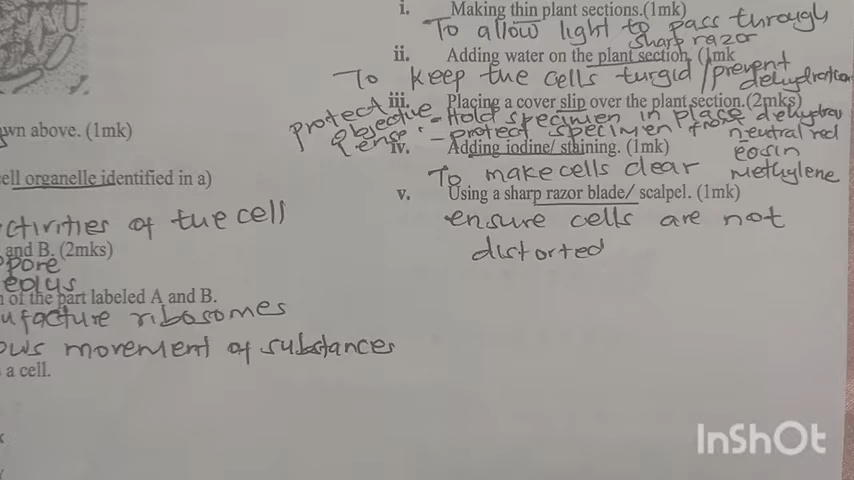 i. Making thin plant sections.(1mk)
To allow light to pass through
sharp razor
ii. Adding water on the plant section. (1mk
To keep the cells turgid/prevent
dehydration
iii. Placing a cover slip over the plant section.(2mks)
protect objective lense - Hold specimen in place
- protect specimen from dehydra
iv. Adding iodine/ staining. (1mk)
neutral red
eosin
methylene
To make cells clear
v. Using a sharp razor blade/ scalpel. (1mk)
ensure cells are not
distorted
wn above. (1mk)
ell organelle identified in a)
ctivities of the cell
and B. (2mks)
pore
eolus
of the part labeled A and B.
ufacture ribosomes
ows movement of substances
a cell.
InShOt